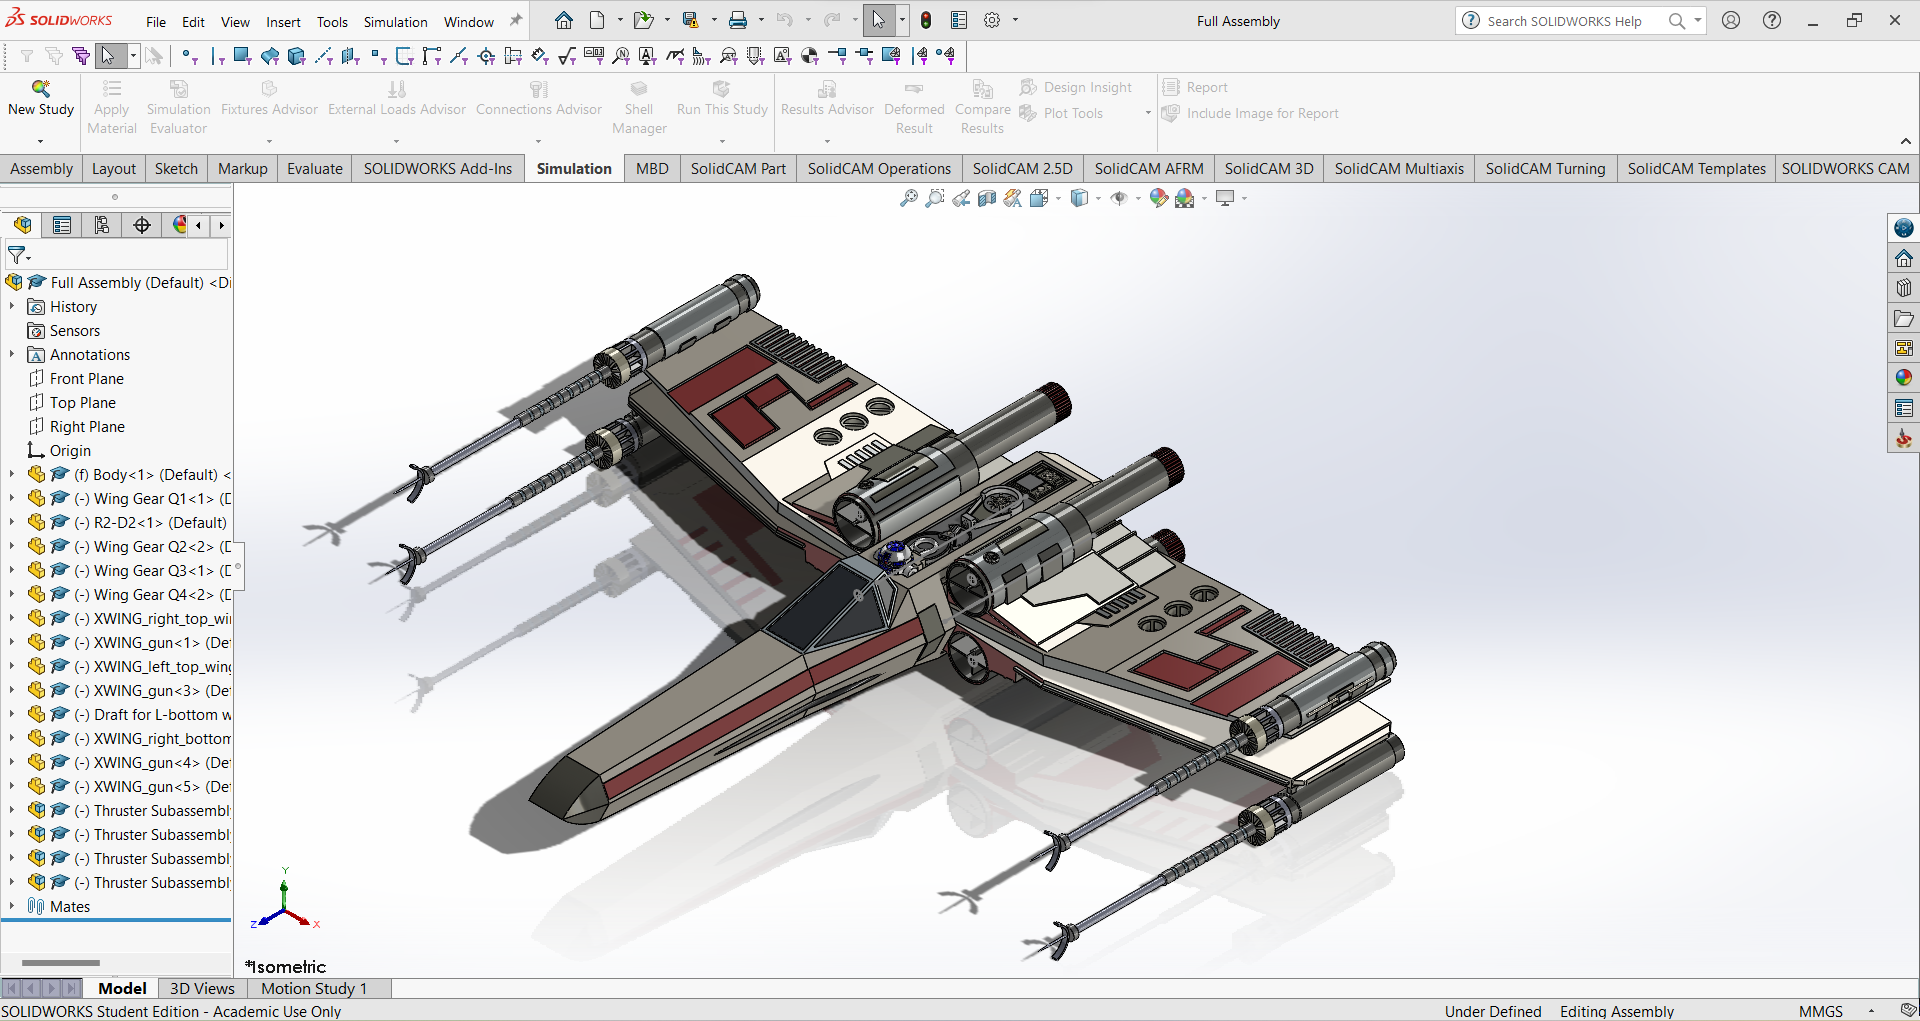 SOLIDWORKS File Edit View Insert Tools Simulation Window Full Assembly Search SOLIDWORKS Help
New Study Apply Material Simulation Evaluator Fixtures Advisor External Loads Advisor Connections Advisor Shell Manager Run This Study Results Advisor Deformed Result Compare Results Design Insight Plot Tools Report Include Image for Report
Assembly Layout Sketch Markup Evaluate SOLIDWORKS Add-Ins Simulation MBD SolidCAM Part SolidCAM Operations SolidCAM 2.5D SolidCAM AFRM SolidCAM 3D SolidCAM Multiaxis SolidCAM Turning SolidCAM Templates SOLIDWORKS CAM
Full Assembly (Default) <Di
History
Sensors
Annotations
Front Plane
Top Plane
Right Plane
Origin
(f) Body<1> (Default) <
(-) Wing Gear Q1<1> (D
(-) R2-D2<1> (Default)
(-) Wing Gear Q2<2> (D
(-) Wing Gear Q3<1> (D
(-) Wing Gear Q4<2> (D
(-) XWING_right_top_wi
(-) XWING_gun<1> (De
(-) XWING_left_top_wing
(-) XWING_gun<3> (De
(-) Draft for L-bottom w
(-) XWING_right_bottom
(-) XWING_gun<4> (De
(-) XWING_gun<5> (De
(-) Thruster Subassembl
(-) Thruster Subassembl
(-) Thruster Subassembl
(-) Thruster Subassembl
Mates
Y
Z X
*Isometric
Model 3D Views Motion Study 1
SOLIDWORKS Student Edition - Academic Use Only Under Defined Editing Assembly MMGS